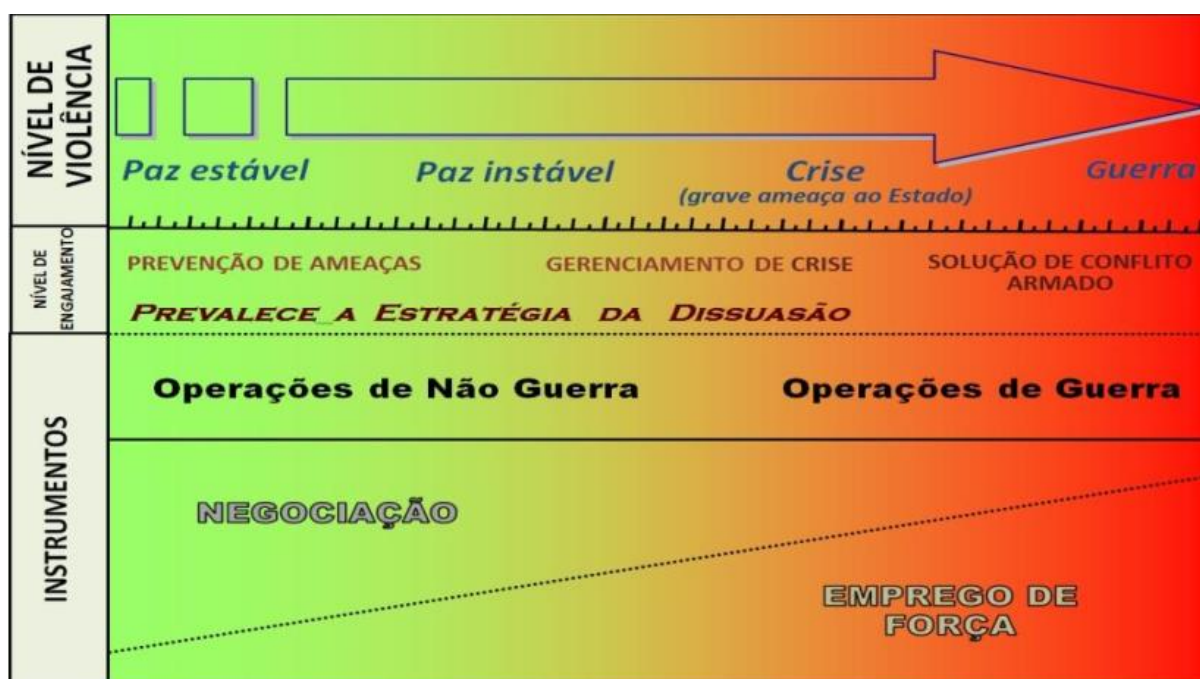 NÍVEL DE
VIOLÊNCIA
Paz estável
Paz instável
Crise
(grave ameaça ao Estado)
Guerra
NÍVEL DE
ENGAJAMENTO
PREVENÇÃO DE AMEAÇAS
GERENCIAMENTO DE CRISE
SOLUÇÃO DE CONFLITO
ARMADO
PREVALECE_A ESTRATÉGIA DA DISSUASÃO
INSTRUMENTOS
Operações de Não Guerra
Operações de Guerra
NEGOCIAÇÃO
EMPREGO DE
FORÇA